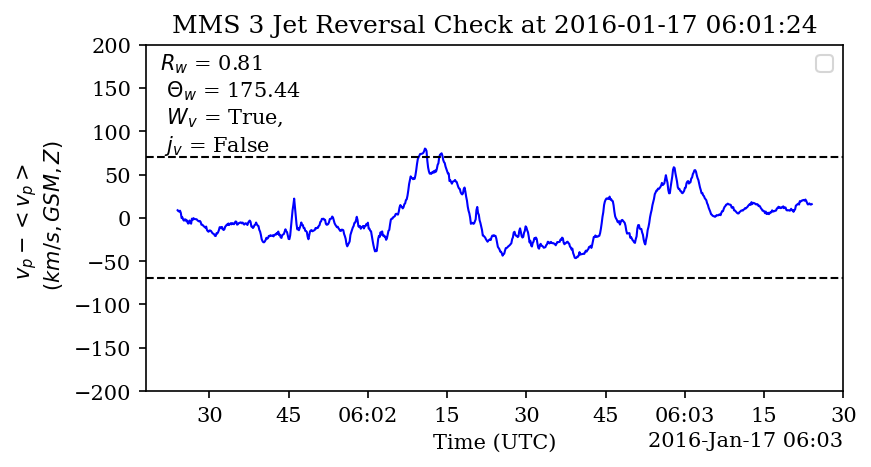 MMS 3 Jet Reversal Check at 2016-01-17 06:01:24
R_w = 0.81
Θ_w = 175.44
W_v = True,
j_v = False
v_p - < v_p >
(km/s, GSM, Z)
200
150
100
50
0
−50
−100
−150
−200
30 45 06:02 15 30 45 06:03 15 30
Time (UTC)
2016-Jan-17 06:03